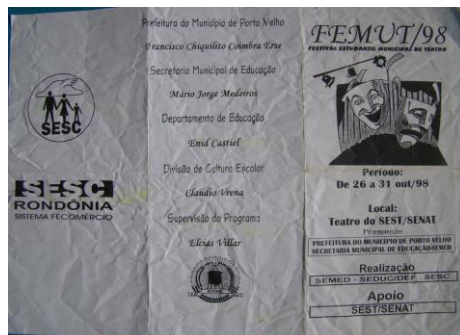 SESC
SESC
RONDÔNIA
SISTEMA FECOMÉRCIO
Prefeitura do Município de Porto Velho
Francisco Chiquilito Coimbra Erse
Secretaria Municipal de Educação
Mário Jorge Medeiros
Departamento de Educação
Enid Castiel
Divisão de Cultura Escolar
Claudio Vrena
Supervisão do Programa
Elcias Villar
FEMUT/98
FESTIVAL ESTUDANTIL MUNICIPAL DE TEATRO
Período:
De 26 a 31 out/98
Local:
Teatro do SEST/SENAT
Promoção
PREFEITURA DO MUNICÍPIO DE PORTO VELHO
SECRETARIA MUNICIPAL DE EDUCAÇÃO-SEMED
Realização
SEMED - SEDUC/DEF SESC
Apoio
SEST/SENAT